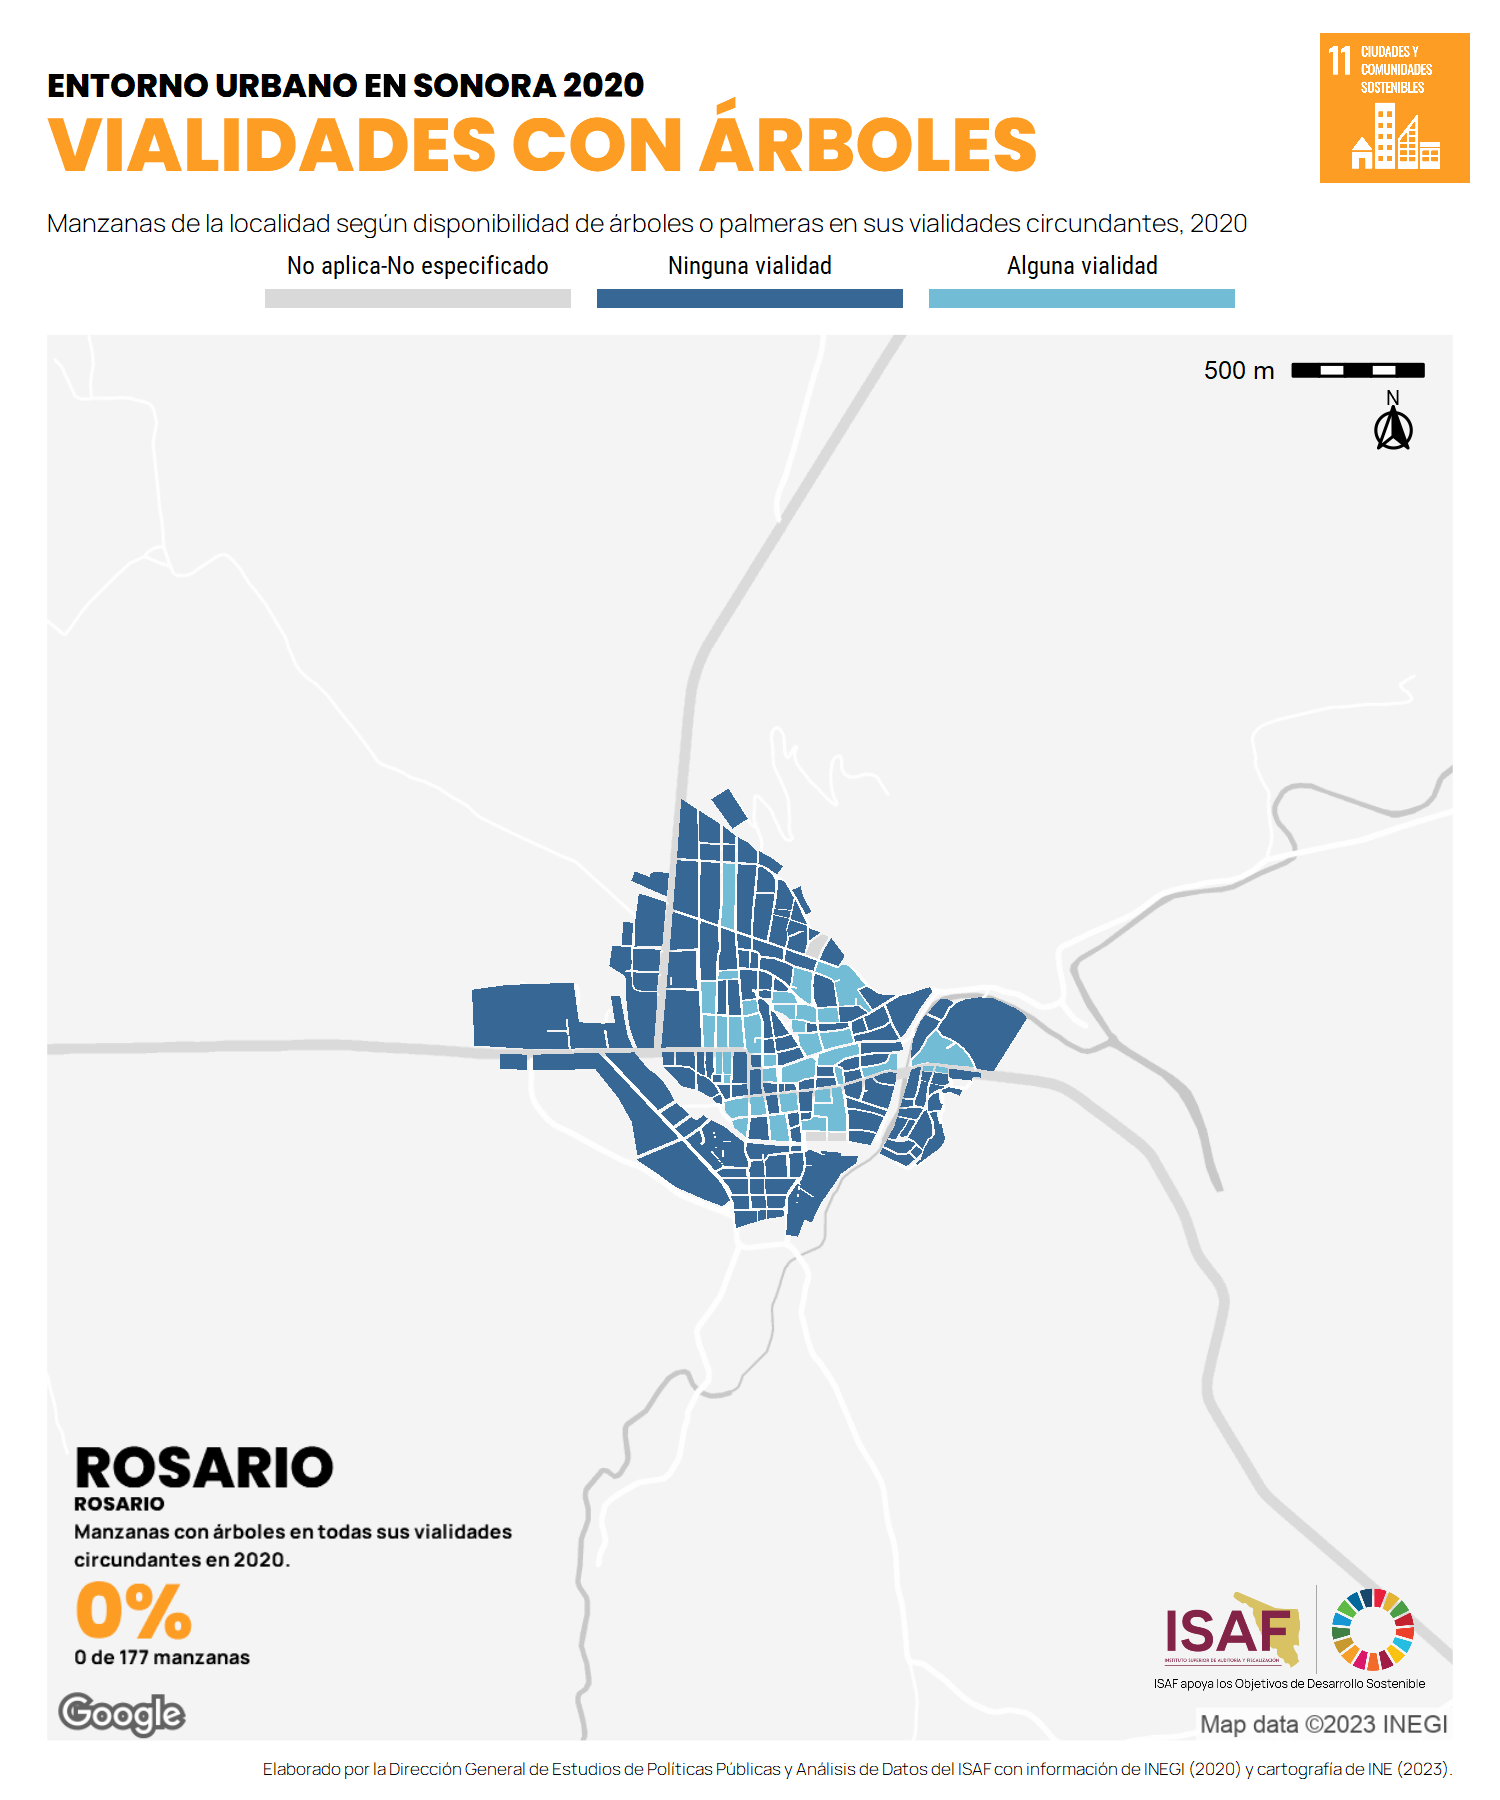 ENTORNO URBANO EN SONORA 2020
VIALIDADES CON ÁRBOLES
11 CIUDADES Y
COMUNIDADES
SOSTENIBLES
Manzanas de la localidad según disponibilidad de árboles o palmeras en sus vialidades circundantes, 2020
No aplica-No especificado
Ninguna vialidad
Alguna vialidad
500 m
N
ROSARIO
ROSARIO
Manzanas con árboles en todas sus vialidades
circundantes en 2020.
0%
0 de 177 manzanas
ISAF
INSTITUTO SUPERIOR DE AUDITORÍA Y FISCALIZACIÓN
ISAF apoya los Objetivos de Desarrollo Sostenible
Google
Map data ©2023 INEGI
Elaborado por la Dirección General de Estudios de Políticas Públicas y Análisis de Datos del ISAF con información de INEGI (2020) y cartografía de INE (2023).